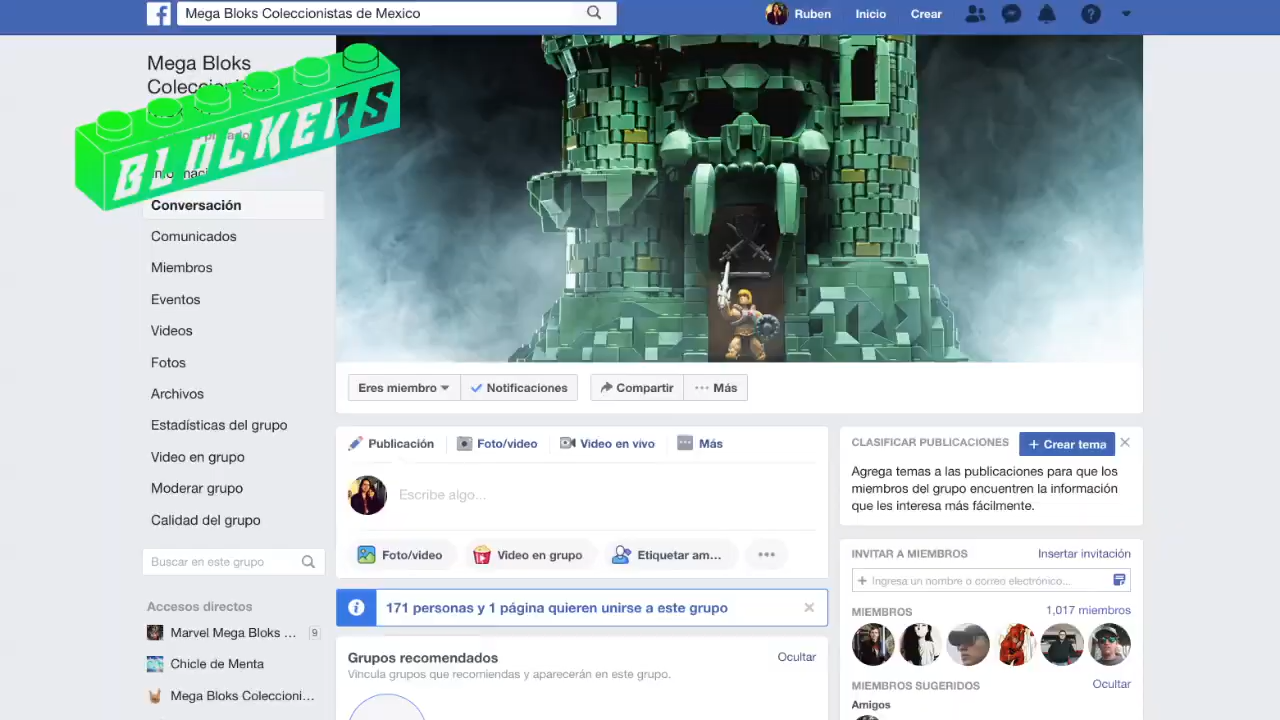 Mega Bloks Coleccionistas de Mexico
Ruben
Inicio
Crear
Mega Bloks
BLOCKERS
Conversación
Comunicados
Miembros
Eventos
Videos
Fotos
Archivos
Estadísticas del grupo
Video en grupo
Moderar grupo
Calidad del grupo
Buscar en este grupo
Accesos directos
Marvel Mega Bloks ...
9
Chicle de Menta
Mega Bloks Coleccioni...
Eres miembro
Notificaciones
Compartir
Más
Publicación
Foto/video
Video en vivo
Más
Escribe algo...
Foto/video
Video en grupo
Etiquetar am...
171 personas y 1 página quieren unirse a este grupo
Grupos recomendados
Ocultar
Vincula grupos que recomiendes y aparecerán en este grupo.
CLASIFICAR PUBLICACIONES
+ Crear tema
Agrega temas a las publicaciones para que los
miembros del grupo encuentren la información
que les interesa más fácilmente.
INVITAR A MIEMBROS
Insertar invitación
+ Ingresa un nombre o correo electrónico...
MIEMBROS
1,017 miembros
MIEMBROS SUGERIDOS
Ocultar
Amigos